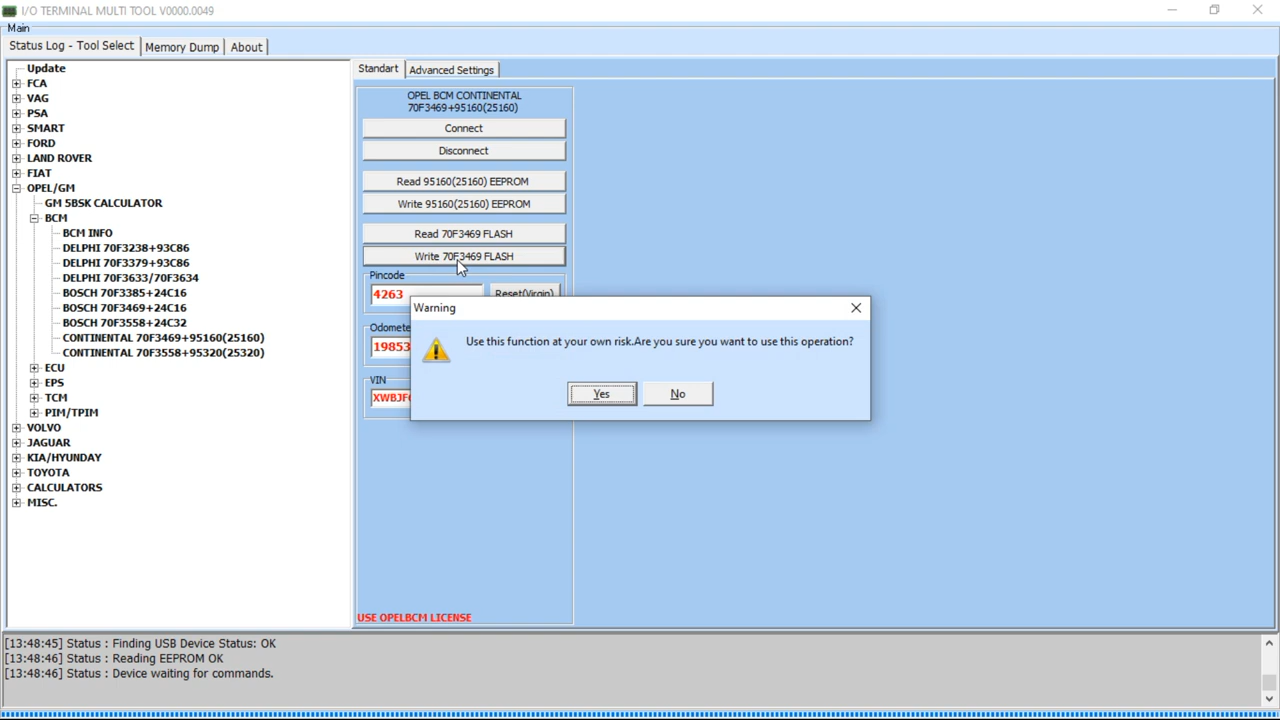 I/O TERMINAL MULTI TOOL V0000.0049
Main
Status Log - Tool Select
Memory Dump
About
Update
FCA
VAG
PSA
SMART
FORD
LAND ROVER
FIAT
OPEL/GM
GM 5BSK CALCULATOR
BCM
BCM INFO
DELPHI 70F3238+93C86
DELPHI 70F3379+93C86
DELPHI 70F3633/70F3634
BOSCH 70F3385+24C16
BOSCH 70F3469+24C16
BOSCH 70F3558+24C32
CONTINENTAL 70F3469+95160(25160)
CONTINENTAL 70F3558+95320(25320)
ECU
EPS
TCM
PIM/TPIM
VOLVO
JAGUAR
KIA/HYUNDAY
TOYOTA
CALCULATORS
MISC.
Standart
Advanced Settings
OPEL BCM CONTINENTAL
70F3469+95160(25160)
Connect
Disconnect
Read 95160(25160) EEPROM
Write 95160(25160) EEPROM
Read 70F3469 FLASH
Write 70F3469 FLASH
Pincode
4263
Reset(Virgin)
Odomete
19853
VIN
XWBJF
USE OPELBCM LICENSE
Warning
Use this function at your own risk.Are you sure you want to use this operation?
Yes
No
[13:48:45] Status : Finding USB Device Status: OK
[13:48:46] Status : Reading EEPROM OK
[13:48:46] Status : Device waiting for commands.